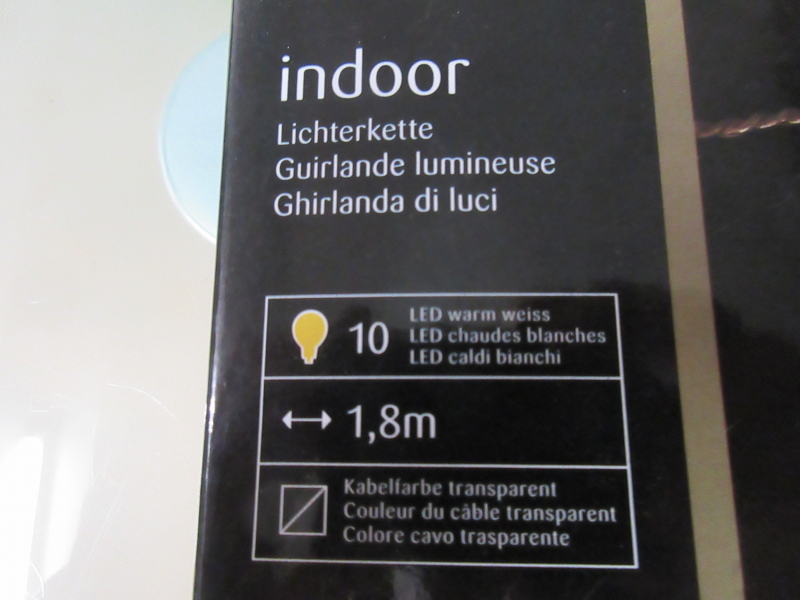 indoor
Lichterkette
Guirlande lumineuse
Ghirlanda di luci
10
LED warm weiss
LED chaudes blanches
LED caldi bianchi
1,8m
Kabelfarbe transparent
Couleur du câble transparent
Colore cavo trasparente